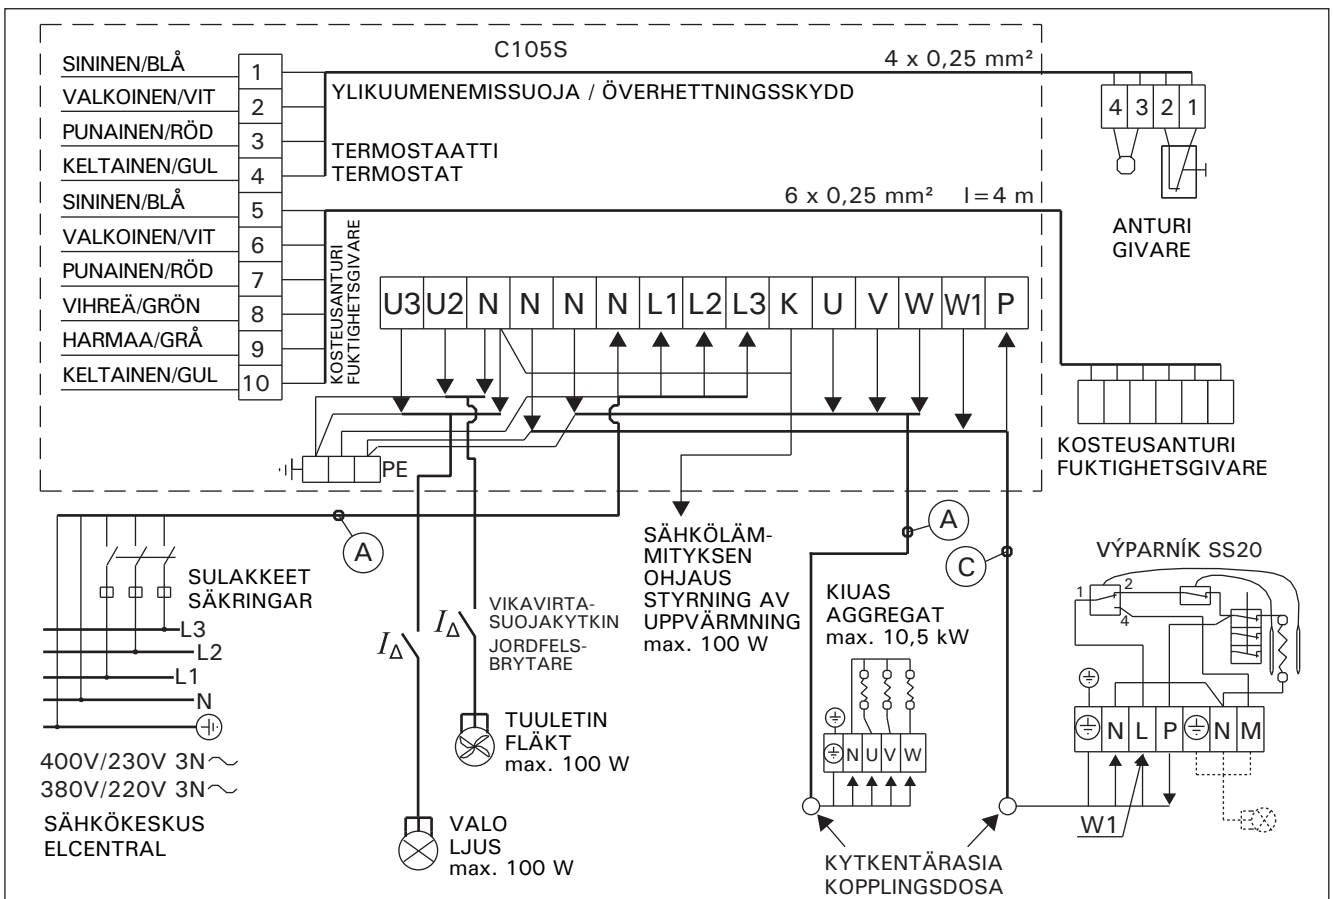 C105S
4 x 0,25 mm²
SININEN/BLÅ 1
VALKOINEN/VIT 2
PUNAINEN/RÖD 3
KELTAINEN/GUL 4
SININEN/BLÅ 5
VALKOINEN/VIT 6
PUNAINEN/RÖD 7
VIHREÄ/GRÖN 8
HARMAA/GRÅ 9
KELTAINEN/GUL 10
YLIKUUMENEMISSUOJA / ÖVERHETTNINGSSKYDD
TERMOSTAATTI
TERMOSTAT
KOSTEUSANTURI
FUKTIGHETSGIVARE
4 3 2 1
ANTURI
GIVARE
6 x 0,25 mm² l=4 m
U3 U2 N N N N L1 L2 L3 K U V W W1 P
KOSTEUSANTURI
FUKTIGHETSGIVARE
PE
A
SULAKKEET
SÄKRINGAR
L3
L2
L1
N
400V/230V 3N~
380V/220V 3N~
SÄHKÖKESKUS
ELCENTRAL
I∆
I∆
VIKAVIRTA-
SUOJAKYTKIN
JORDFELS-
BRYTARE
TUULETIN
FLÄKT
max. 100 W
VALO
LJUS
max. 100 W
SÄHKÖLÄM-
MITYKSEN
OHJAUS
STYRNING AV
UPPVÄRMNING
max. 100 W
A
C
KIUAS
AGGREGAT
max. 10,5 kW
N U V W
VÝPARNÍK SS20
1 2
4
N L P N M
W1
KYTKENTÄRASIA
KOPPLINGSDOSA